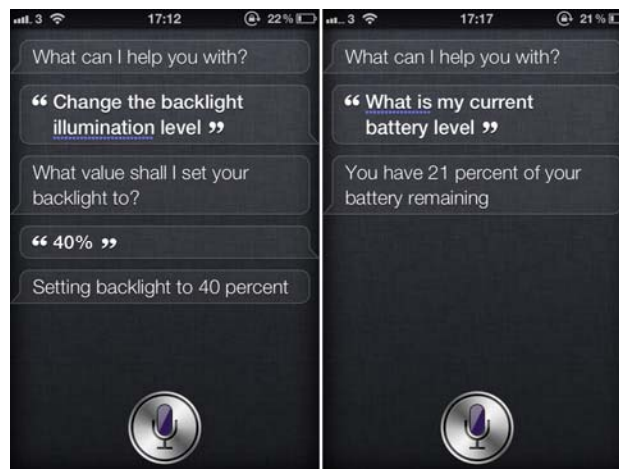 3 17:12 22%
What can I help you with?
“ Change the backlight
illumination level ”
What value shall I set your
backlight to?
“ 40% ”
Setting backlight to 40 percent
3 17:17 21%
What can I help you with?
“ What is my current
battery level ”
You have 21 percent of your
battery remaining